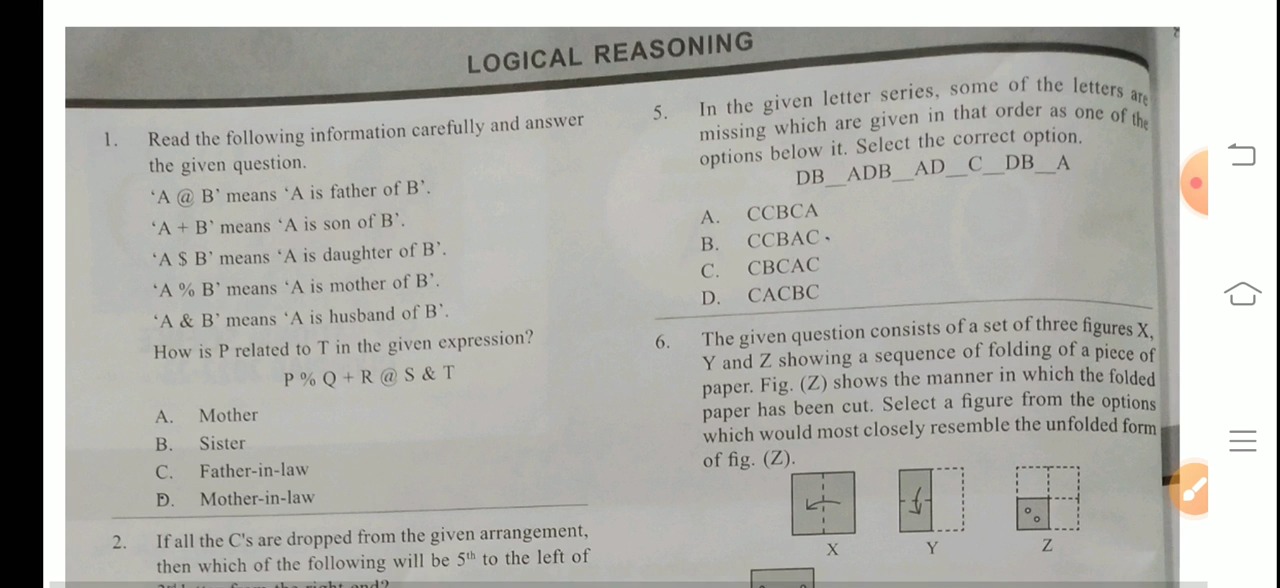 LOGICAL REASONING
1. Read the following information carefully and answer
the given question.
‘A @ B’ means ‘A is father of B’.
‘A + B’ means ‘A is son of B’.
‘A $ B’ means ‘A is daughter of B’.
‘A % B’ means ‘A is mother of B’.
‘A & B’ means ‘A is husband of B’.
How is P related to T in the given expression?
P % Q + R @ S & T
A. Mother
B. Sister
C. Father-in-law
D. Mother-in-law
2. If all the C's are dropped from the given arrangement,
then which of the following will be 5th to the left of
5. In the given letter series, some of the letters are
missing which are given in that order as one of the
options below it. Select the correct option.
DB__ADB__AD__C__DB__A
A. CCBCA
B. CCBAC
C. CBCAC
D. CACBC
6. The given question consists of a set of three figures X,
Y and Z showing a sequence of folding of a piece of
paper. Fig. (Z) shows the manner in which the folded
paper has been cut. Select a figure from the options
which would most closely resemble the unfolded form
of fig. (Z).
X Y Z